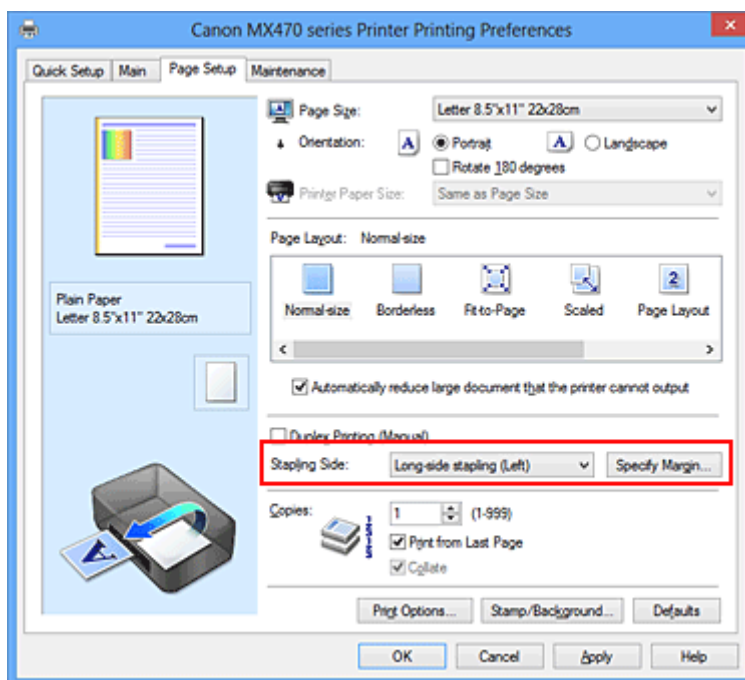 Canon MX470 series Printer Printing Preferences
Quick Setup Main Page Setup Maintenance
Page Size: Letter 8.5"x11" 22x28cm
Orientation: A Portrait A Landscape
Rotate 180 degrees
Printer Paper Size: Same as Page Size
Page Layout: Normal-size
Normal-size Borderless Fit-to-Page Scaled 2 Page Layout
Plain Paper
Letter 8.5"x11" 22x28cm
Automatically reduce large document that the printer cannot output
Duplex Printing (Manual)
Stapling Side: Long-side stapling (Left) Specify Margin...
Copies: 1 (1-999)
Print from Last Page
Collate
A
Print Options... Stamp/Background... Defaults
OK Cancel Apply Help